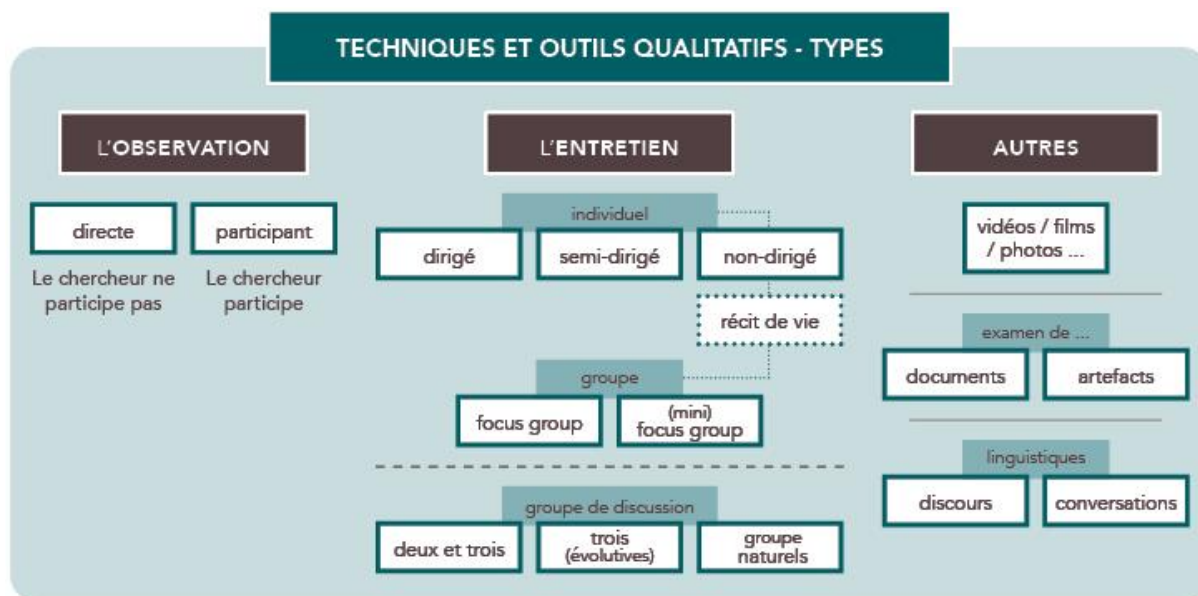 TECHNIQUES ET OUTILS QUALITATIFS - TYPES
L'OBSERVATION
directe
participant
Le chercheur ne
participe pas
Le chercheur
participe
L'ENTRETIEN
individuel
dirigé
semi-dirigé
non-dirigé
récit de vie
groupe
focus group
(mini)
focus group
groupe de discussion
deux et trois
trois
(évolutives)
groupe
naturels
AUTRES
vidéos / films
/ photos ...
examen de ...
documents
artefacts
linguistiques
discours
conversations